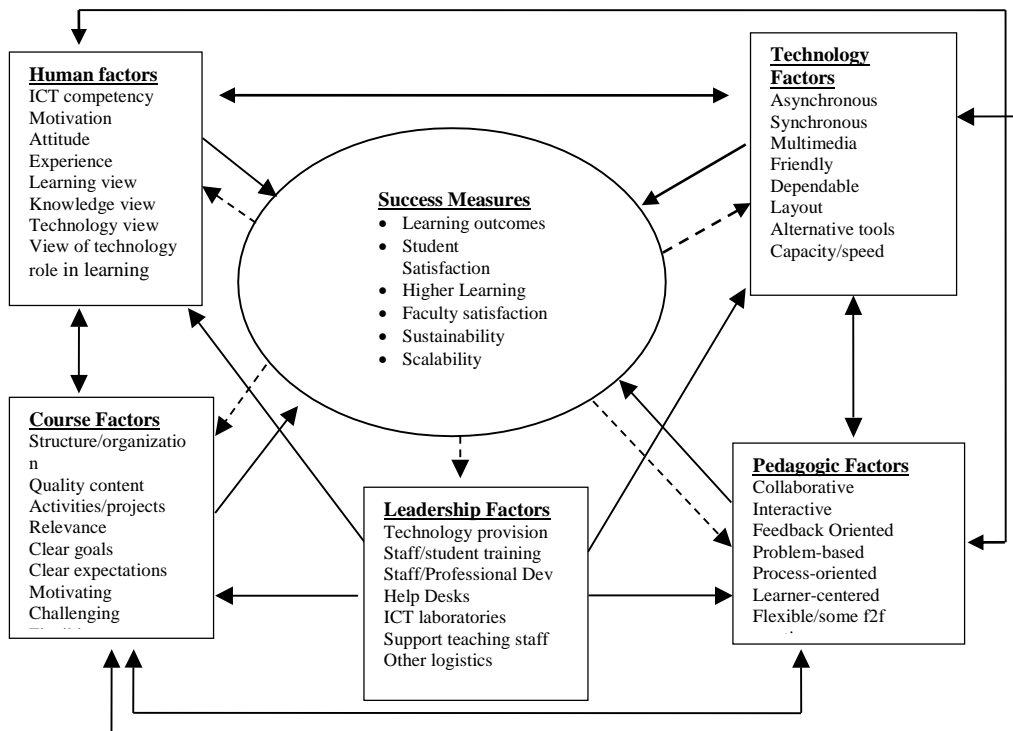 Human factors
ICT competency
Motivation
Attitude
Experience
Learning view
Knowledge view
Technology view
View of technology
role in learning
Technology
Factors
Asynchronous
Synchronous
Multimedia
Friendly
Dependable
Layout
Alternative tools
Capacity/speed
Success Measures
• Learning outcomes
• Student
Satisfaction
• Higher Learning
• Faculty satisfaction
• Sustainability
• Scalability
Course Factors
Structure/organizatio
n
Quality content
Activities/projects
Relevance
Clear goals
Clear expectations
Motivating
Challenging
Leadership Factors
Technology provision
Staff/student training
Staff/Professional Dev
Help Desks
ICT laboratories
Support teaching staff
Other logistics
Pedagogic Factors
Collaborative
Interactive
Feedback Oriented
Problem-based
Process-oriented
Learner-centered
Flexible/some f2f